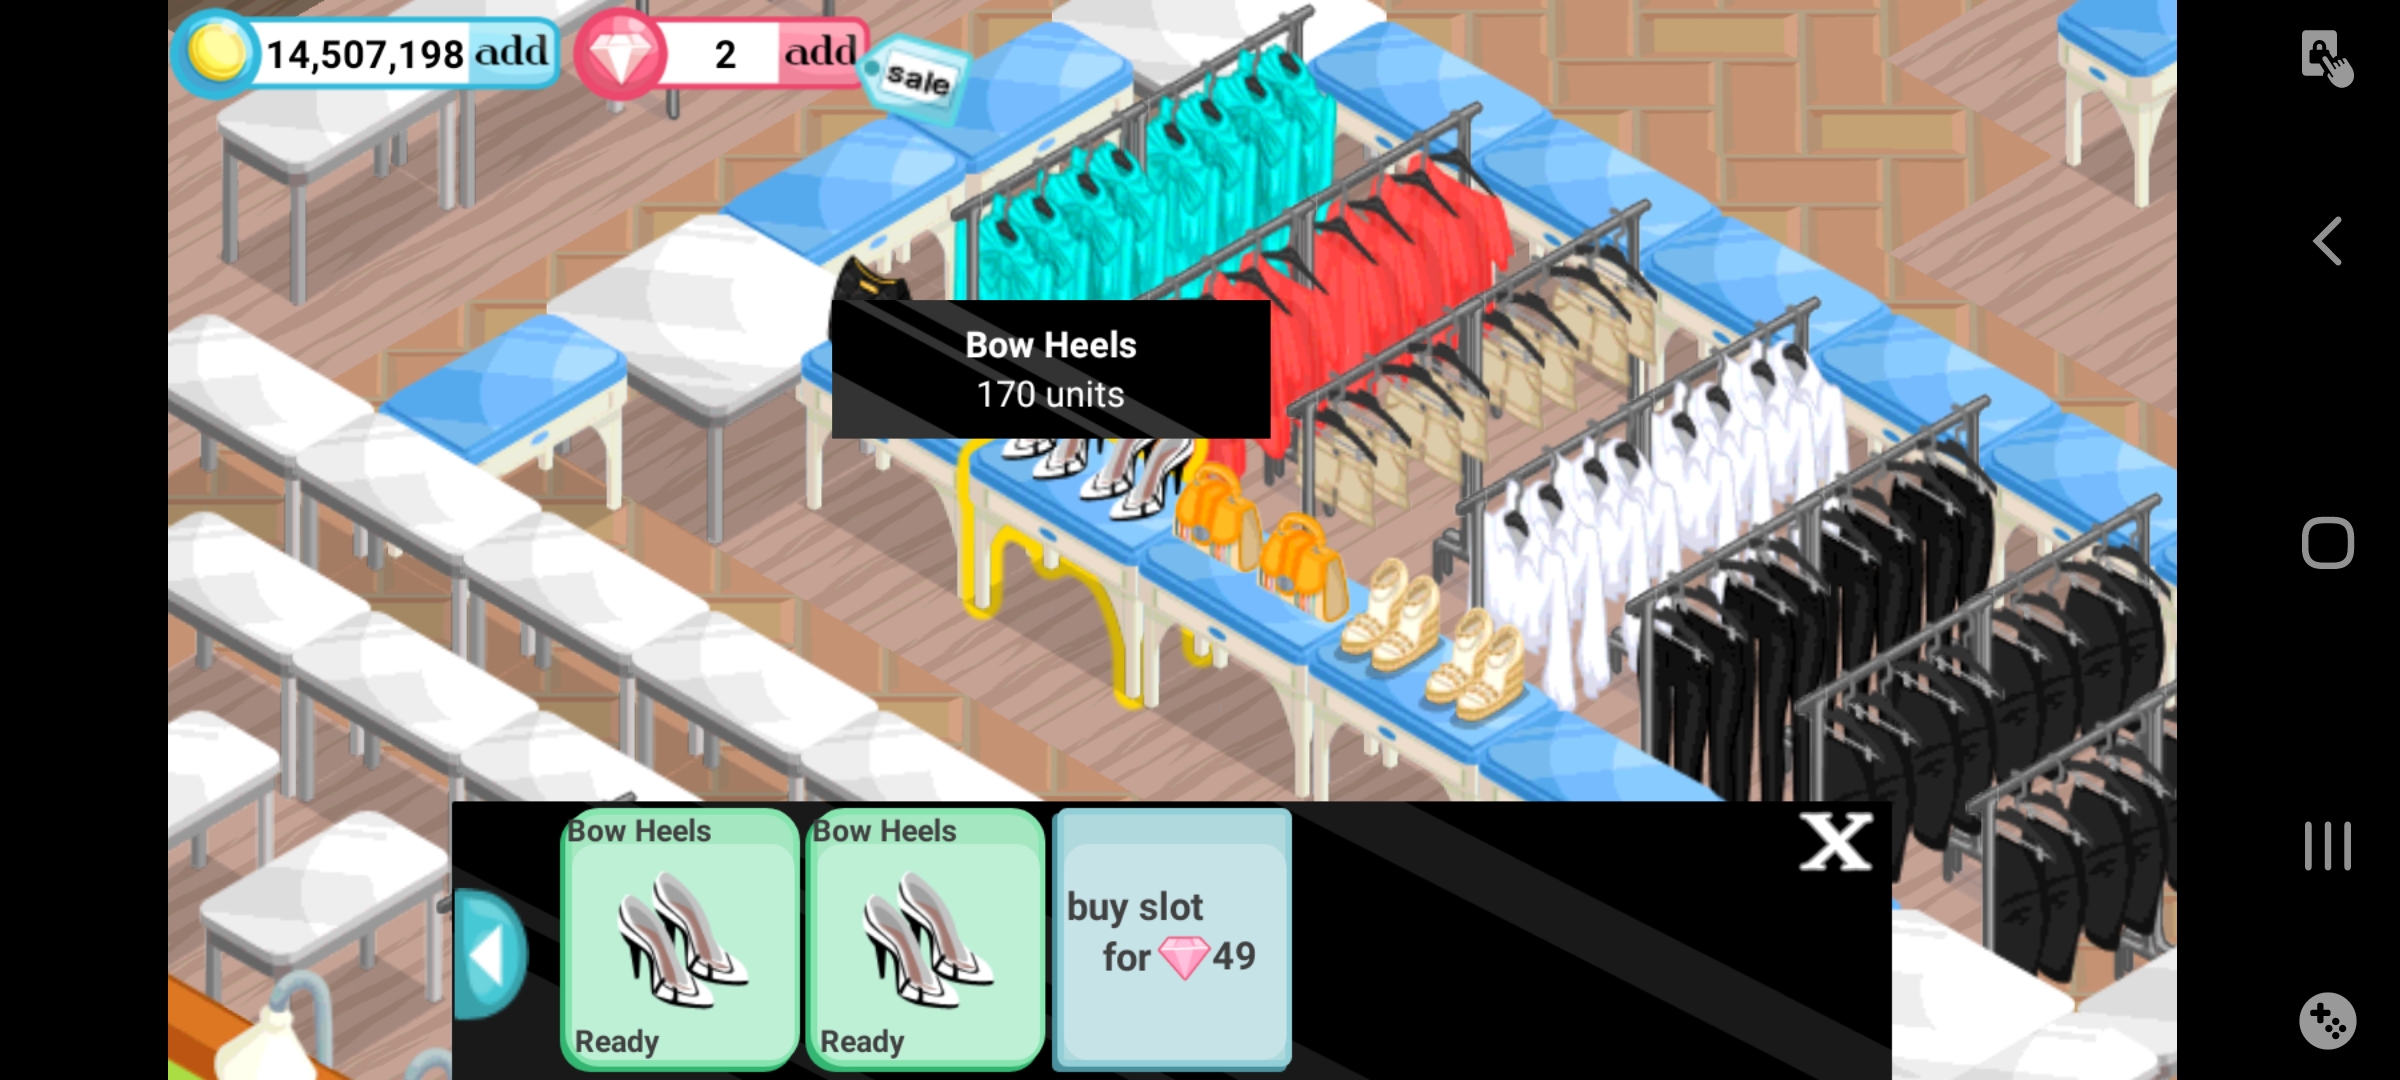 14,507,198 add
2 add
sale
Bow Heels
170 units
Bow Heels
Ready
Bow Heels
Ready
buy slot
for 49
X